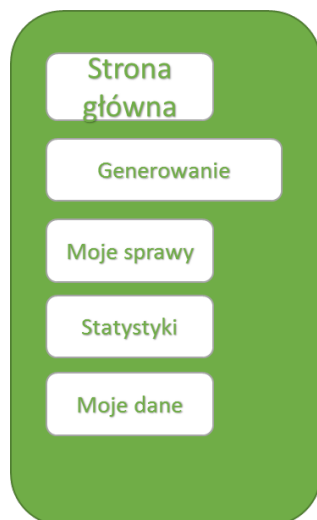 Strona
główna
Generowanie
Moje sprawy
Statystyki
Moje dane